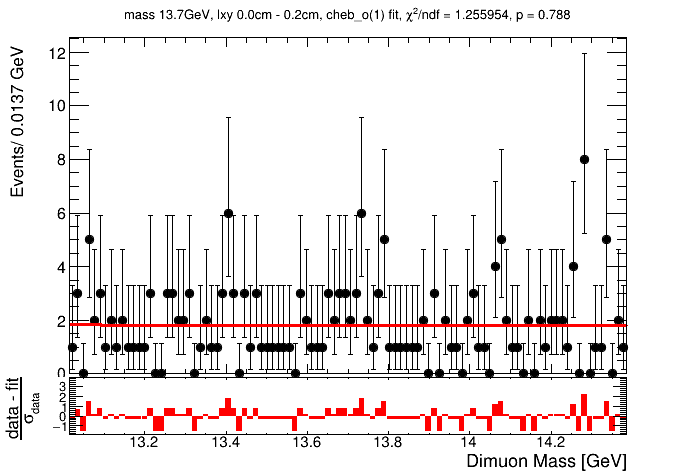 mass 13.7GeV, lxy 0.0cm - 0.2cm, cheb_o(1) fit, χ²/ndf = 1.255954, p = 0.788
Events/ 0.0137 GeV
12
10
8
6
4
2
0
data - fit
σ_data
3
2
1
0
−1
13.2 13.4 13.6 13.8 14 14.2
Dimuon Mass [GeV]